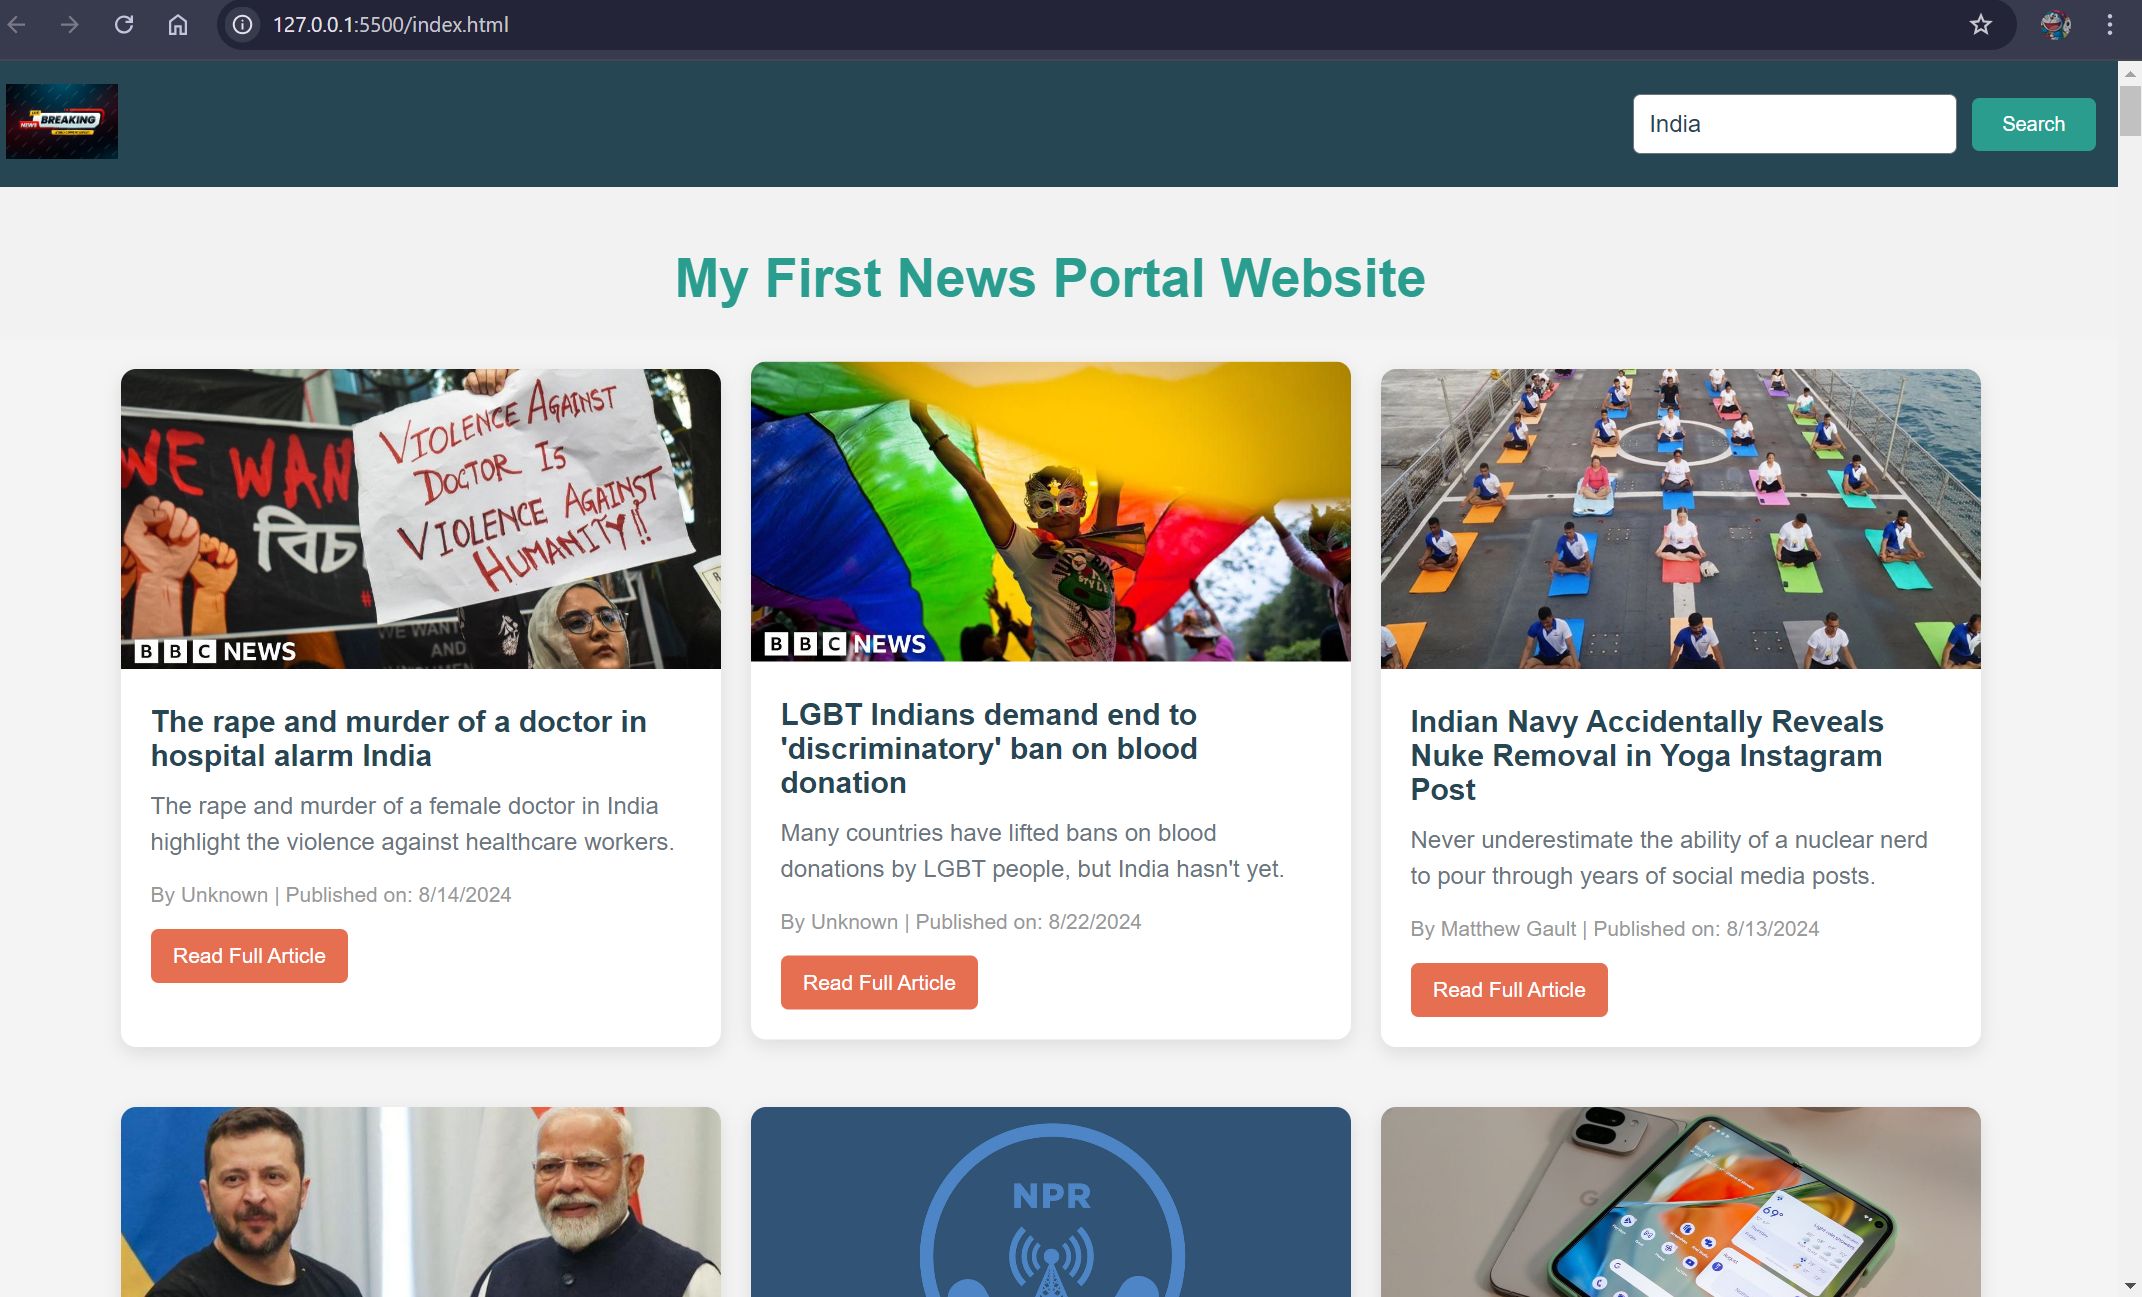 127.0.0.1:5500/index.html
BREAKING
NEWS
India
Search
My First News Portal Website
WE WAN
বিচ
VIOLENCE AGAINST
DOCTOR IS
VIOLENCE AGAINST
HUMANITY!!
WE WANT
AND
BBC NEWS
The rape and murder of a doctor in
hospital alarm India
The rape and murder of a female doctor in India
highlight the violence against healthcare workers.
By Unknown | Published on: 8/14/2024
Read Full Article
BBC NEWS
LGBT Indians demand end to
'discriminatory' ban on blood
donation
Many countries have lifted bans on blood
donations by LGBT people, but India hasn't yet.
By Unknown | Published on: 8/22/2024
Read Full Article
Indian Navy Accidentally Reveals
Nuke Removal in Yoga Instagram
Post
Never underestimate the ability of a nuclear nerd
to pour through years of social media posts.
By Matthew Gault | Published on: 8/13/2024
Read Full Article
NPR
69°